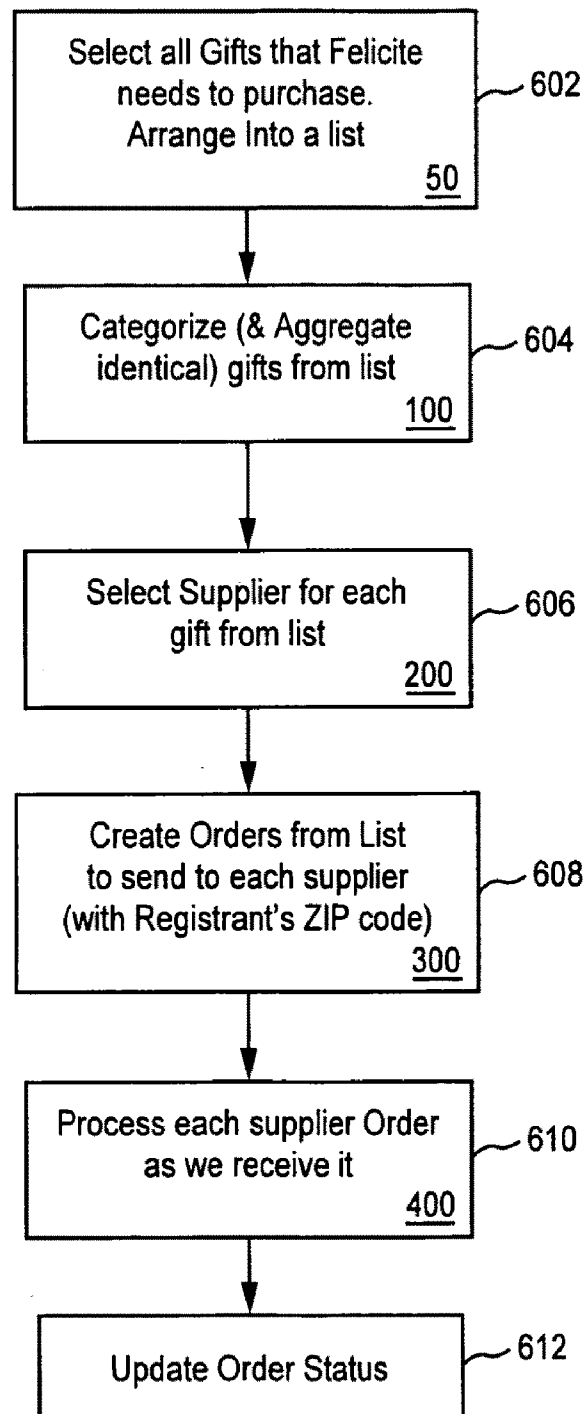 Select all Gifts that Felicite
needs to purchase.
Arrange Into a list
50
602
Categorize (& Aggregate
identical) gifts from list
100
604
Select Supplier for each
gift from list
200
606
Create Orders from List
to send to each supplier
(with Registrant's ZIP code)
300
608
Process each supplier Order
as we receive it
400
610
Update Order Status
612